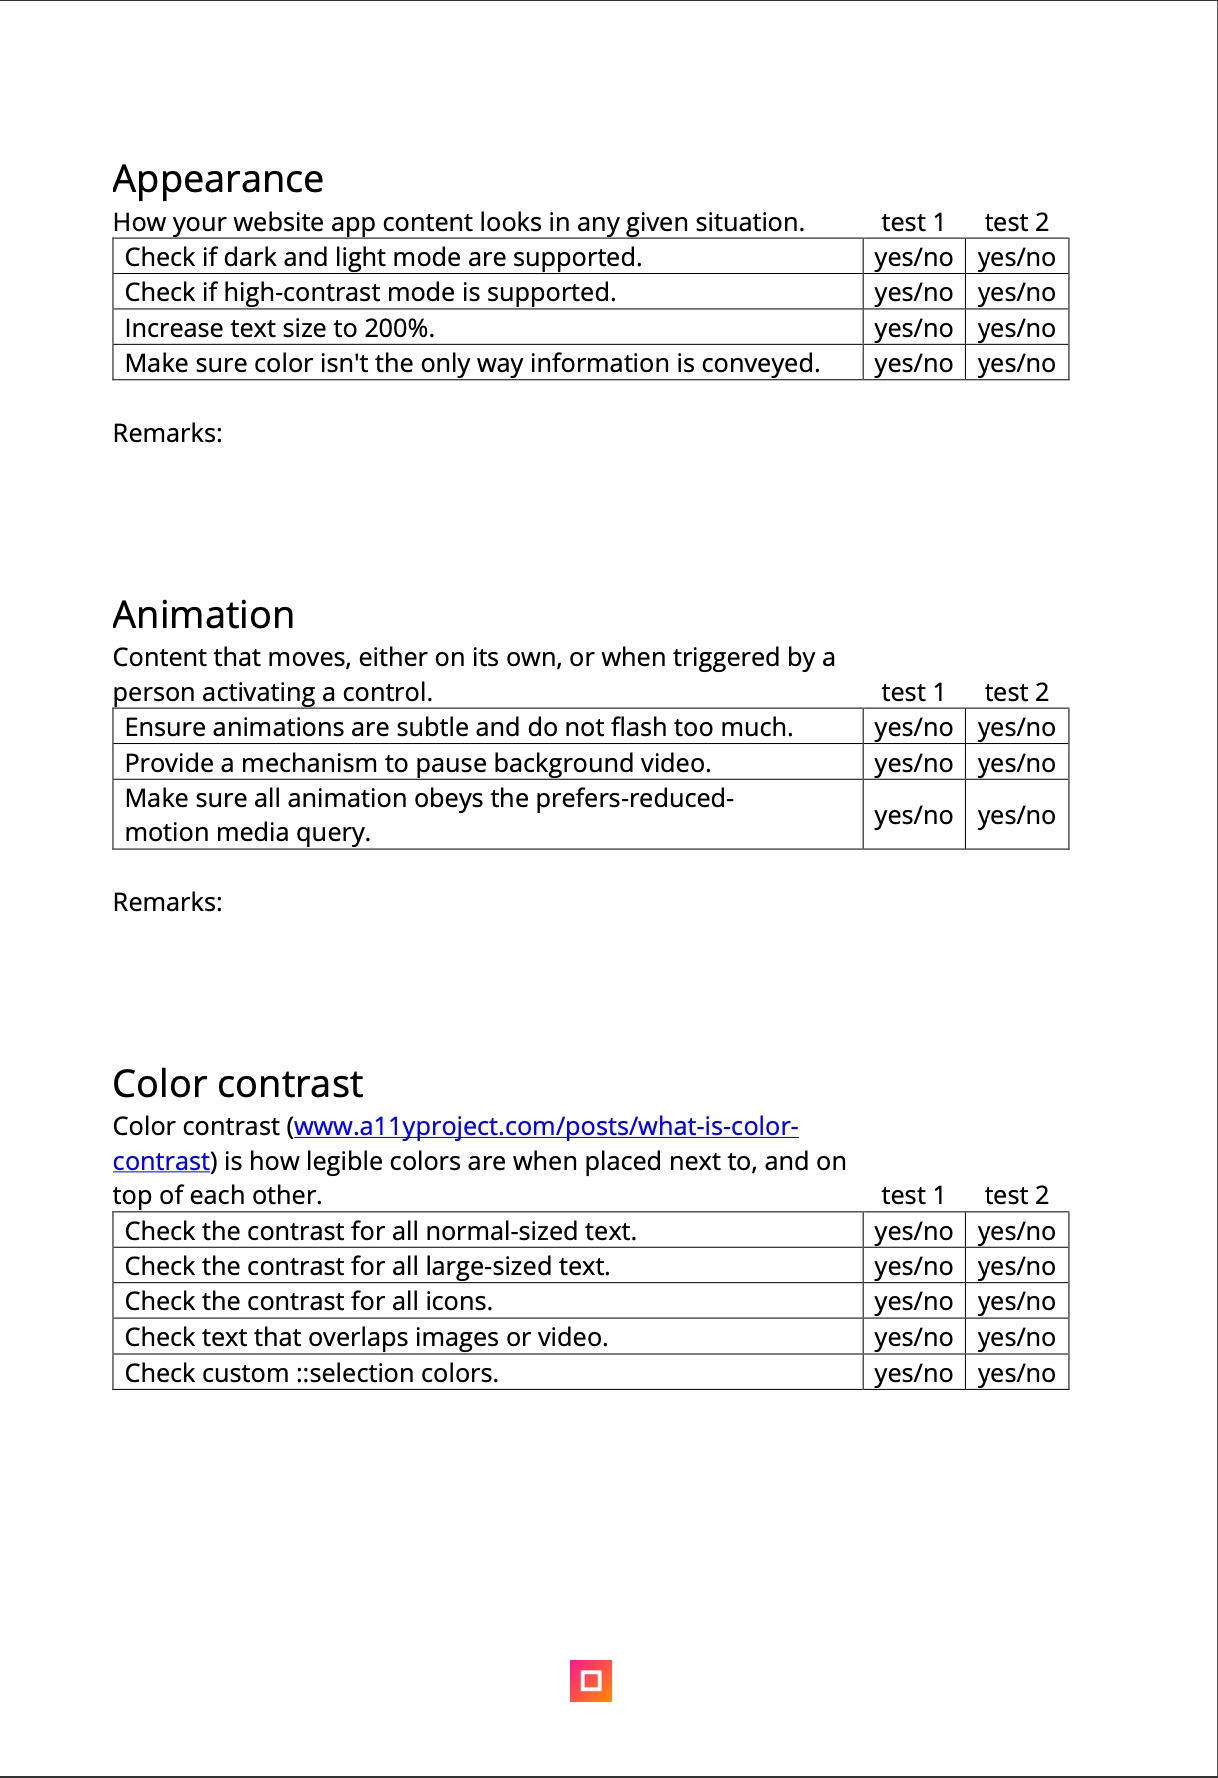 Appearance
How your website app content looks in any given situation. test 1 test 2
Check if dark and light mode are supported. yes/no yes/no
Check if high-contrast mode is supported. yes/no yes/no
Increase text size to 200%. yes/no yes/no
Make sure color isn't the only way information is conveyed. yes/no yes/no
Remarks:
Animation
Content that moves, either on its own, or when triggered by a
person activating a control. test 1 test 2
Ensure animations are subtle and do not flash too much. yes/no yes/no
Provide a mechanism to pause background video. yes/no yes/no
Make sure all animation obeys the prefers-reduced-
motion media query. yes/no yes/no
Remarks:
Color contrast
Color contrast (www.a11yproject.com/posts/what-is-color-
contrast) is how legible colors are when placed next to, and on
top of each other. test 1 test 2
Check the contrast for all normal-sized text. yes/no yes/no
Check the contrast for all large-sized text. yes/no yes/no
Check the contrast for all icons. yes/no yes/no
Check text that overlaps images or video. yes/no yes/no
Check custom ::selection colors. yes/no yes/no